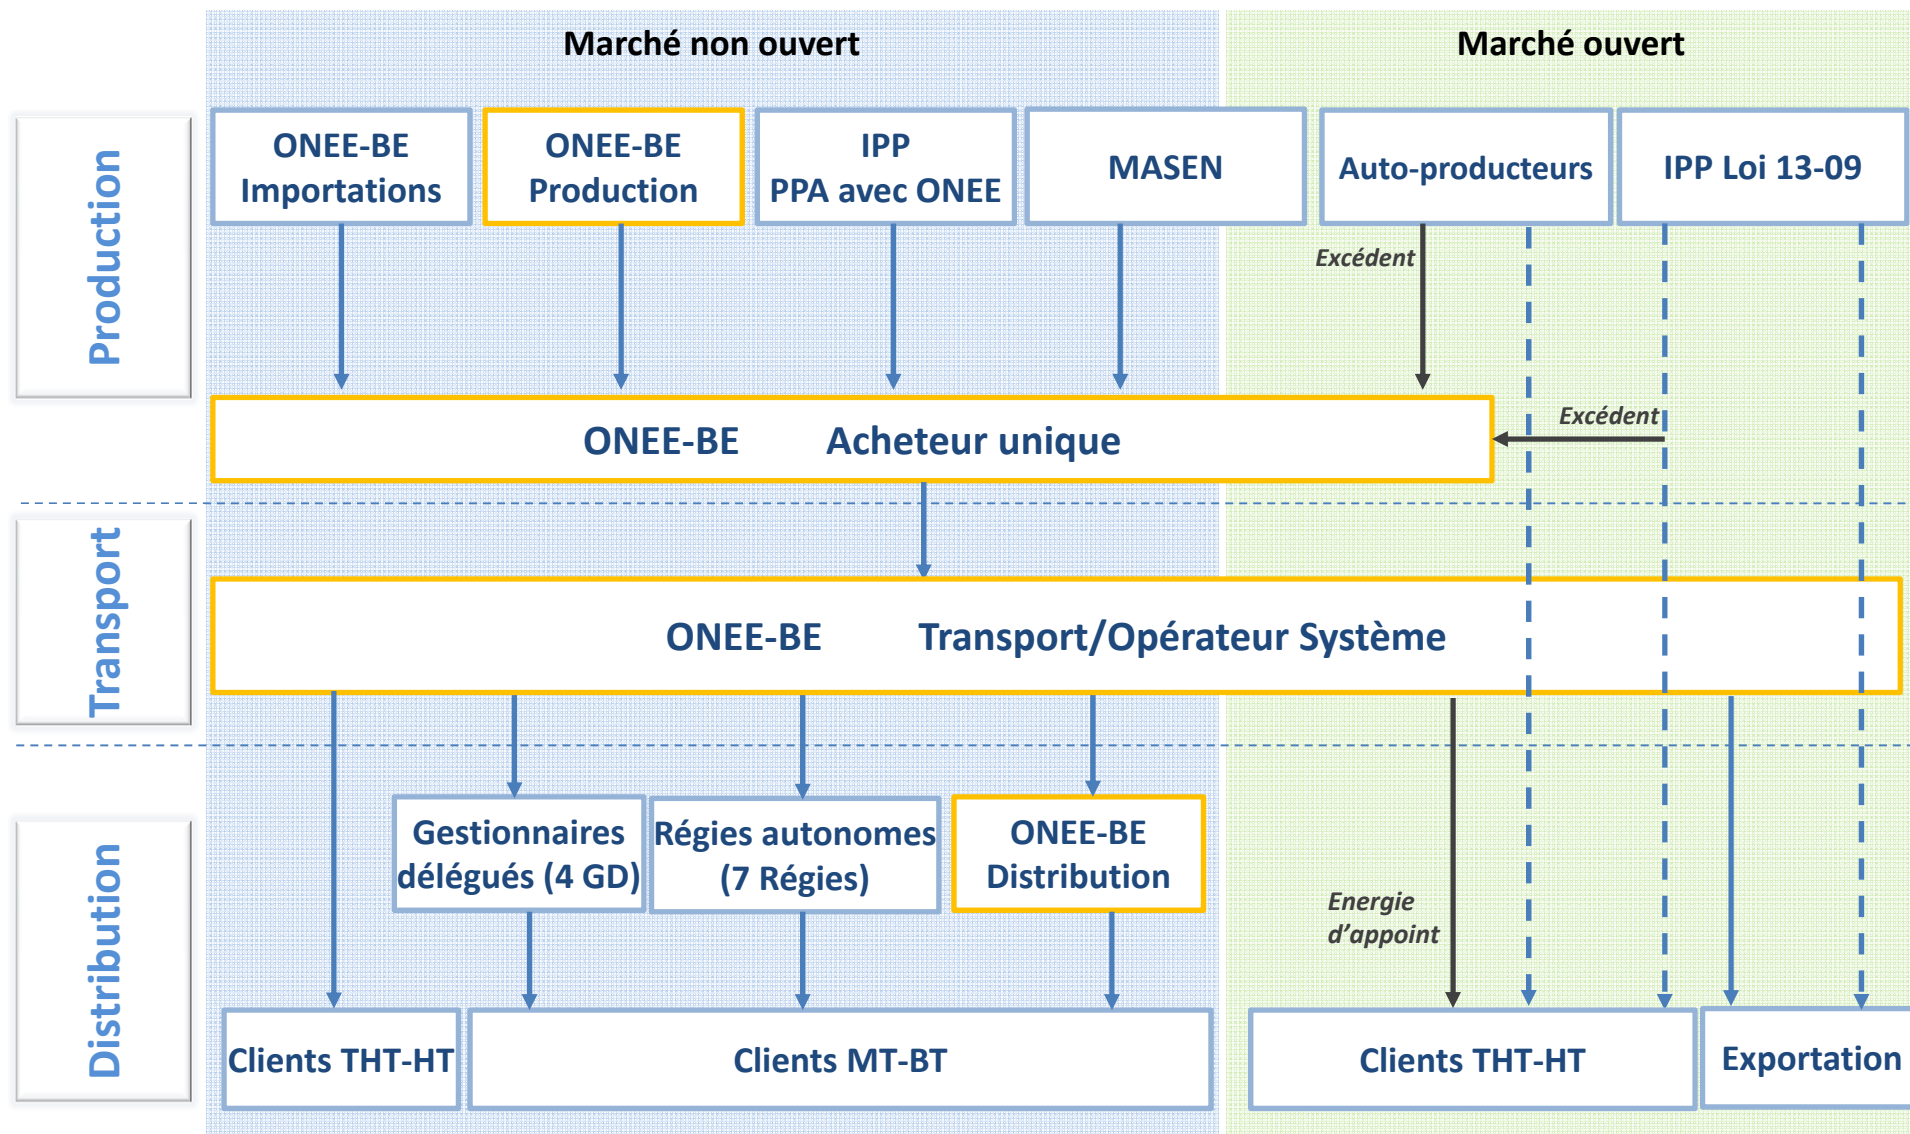 Marché non ouvert
Marché ouvert
Production
ONEE-BE
Importations
ONEE-BE
Production
IPP
PPA avec ONEE
MASEN
Auto-producteurs
IPP Loi 13-09
Excédent
Excédent
ONEE-BE Acheteur unique
Transport
ONEE-BE Transport/Opérateur Système
Distribution
Gestionnaires
délégués (4 GD)
Régies autonomes
(7 Régies)
ONEE-BE
Distribution
Energie
d’appoint
Clients THT-HT
Clients MT-BT
Clients THT-HT
Exportation